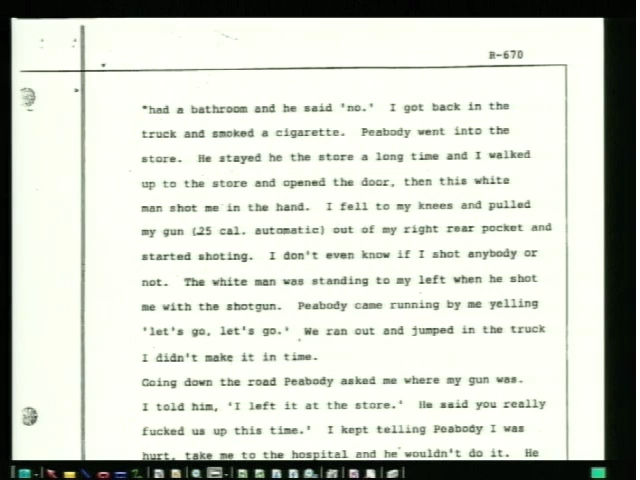 R-670
"had a bathroom and he said 'no.' I got back in the
truck and smoked a cigarette. Peabody went into the
store. He stayed he the store a long time and I walked
up to the store and opened the door, then this white
man shot me in the hand. I fell to my knees and pulled
my gun (.25 cal. automatic) out of my right rear pocket and
started shoting. I don't even know if I shot anybody or
not. The white man was standing to my left when he shot
me with the shotgun. Peabody came running by me yelling
'let's go, let's go.' We ran out and jumped in the truck
I didn't make it in time.
Going down the road Peabody asked me where my gun was.
I told him, 'I left it at the store.' He said you really
fucked us up this time.' I kept telling Peabody I was
hurt, take me to the hospital and he wouldn't do it. He